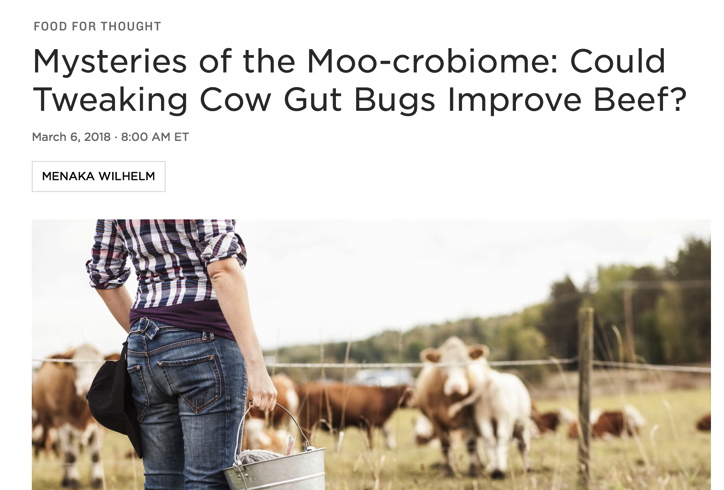 FOOD FOR THOUGHT
Mysteries of the Moo-crobiome: Could
Tweaking Cow Gut Bugs Improve Beef?
March 6, 2018 · 8:00 AM ET
MENAKA WILHELM